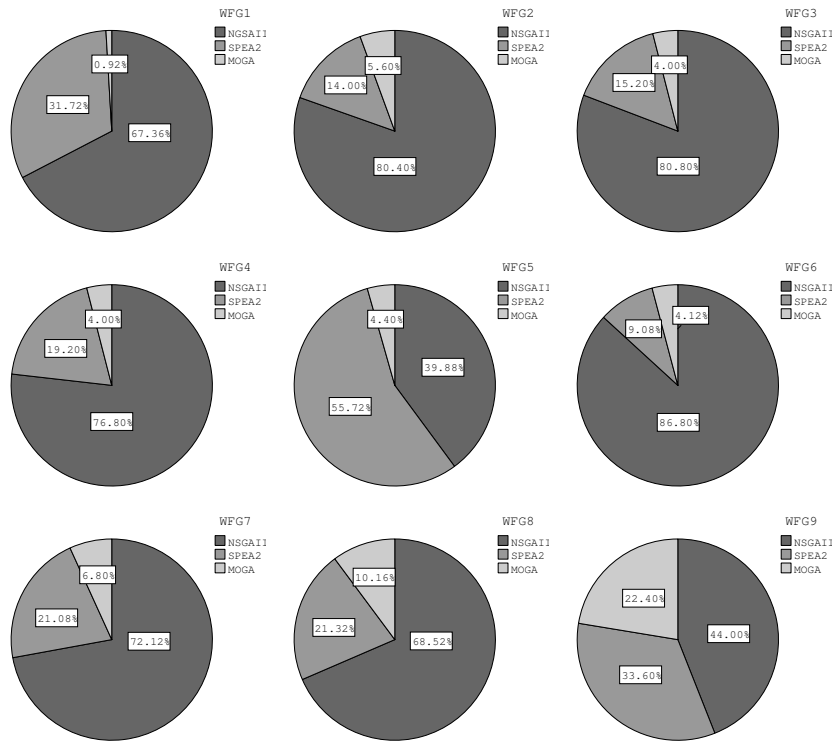 WFG1
NGSAII
SPEA2
MOGA
0.92%
31.72%
67.36%
WFG2
NSGAII
SPEA2
MOGA
5.60%
14.00%
80.40%
WFG3
NSGAII
SPEA2
MOGA
4.00%
15.20%
80.80%
WFG4
NSGAII
SPEA2
MOGA
4.00%
19.20%
76.80%
WFG5
NSGAII
SPEA2
MOGA
4.40%
39.88%
55.72%
WFG6
NSGAII
SPEA2
MOGA
4.12%
9.08%
86.80%
WFG7
NSGAII
SPEA2
MOGA
6.80%
21.08%
72.12%
WFG8
NSGAII
SPEA2
MOGA
10.16%
21.32%
68.52%
WFG9
NSGAII
SPEA2
MOGA
22.40%
44.00%
33.60%